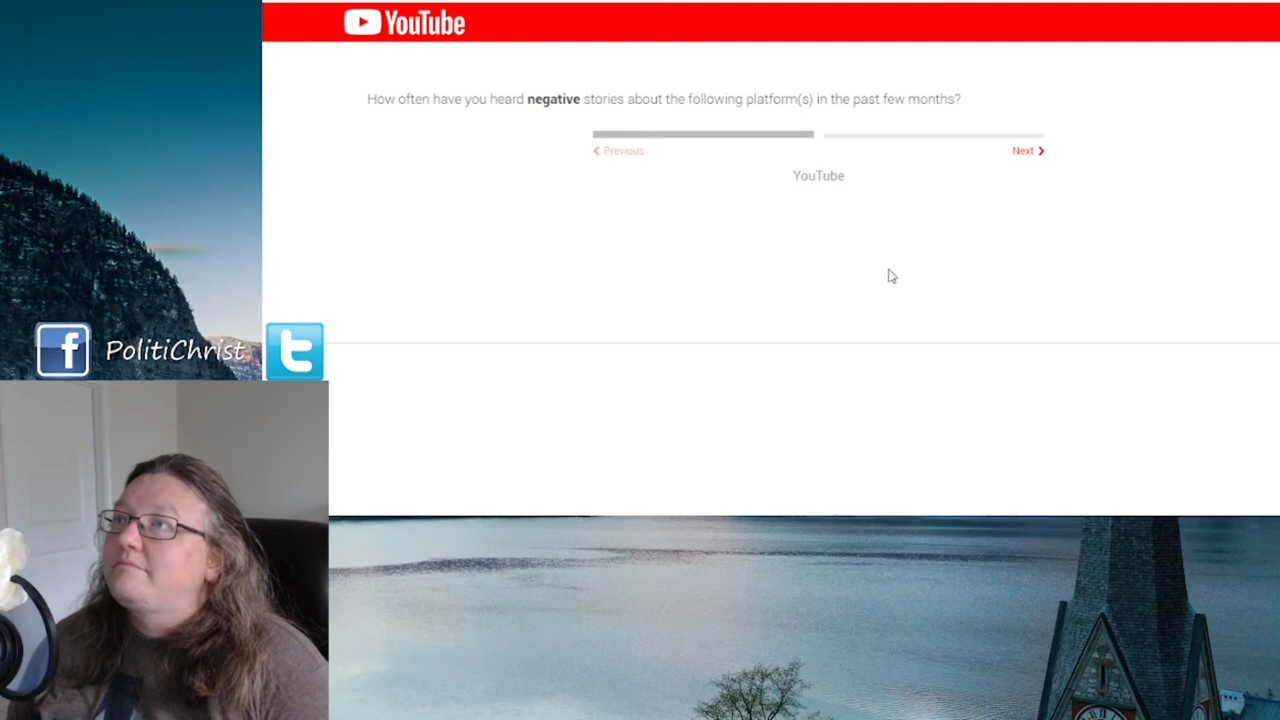 YouTube
How often have you heard negative stories about the following platform(s) in the past few months?
Previous
Next
YouTube
PolitiChrist